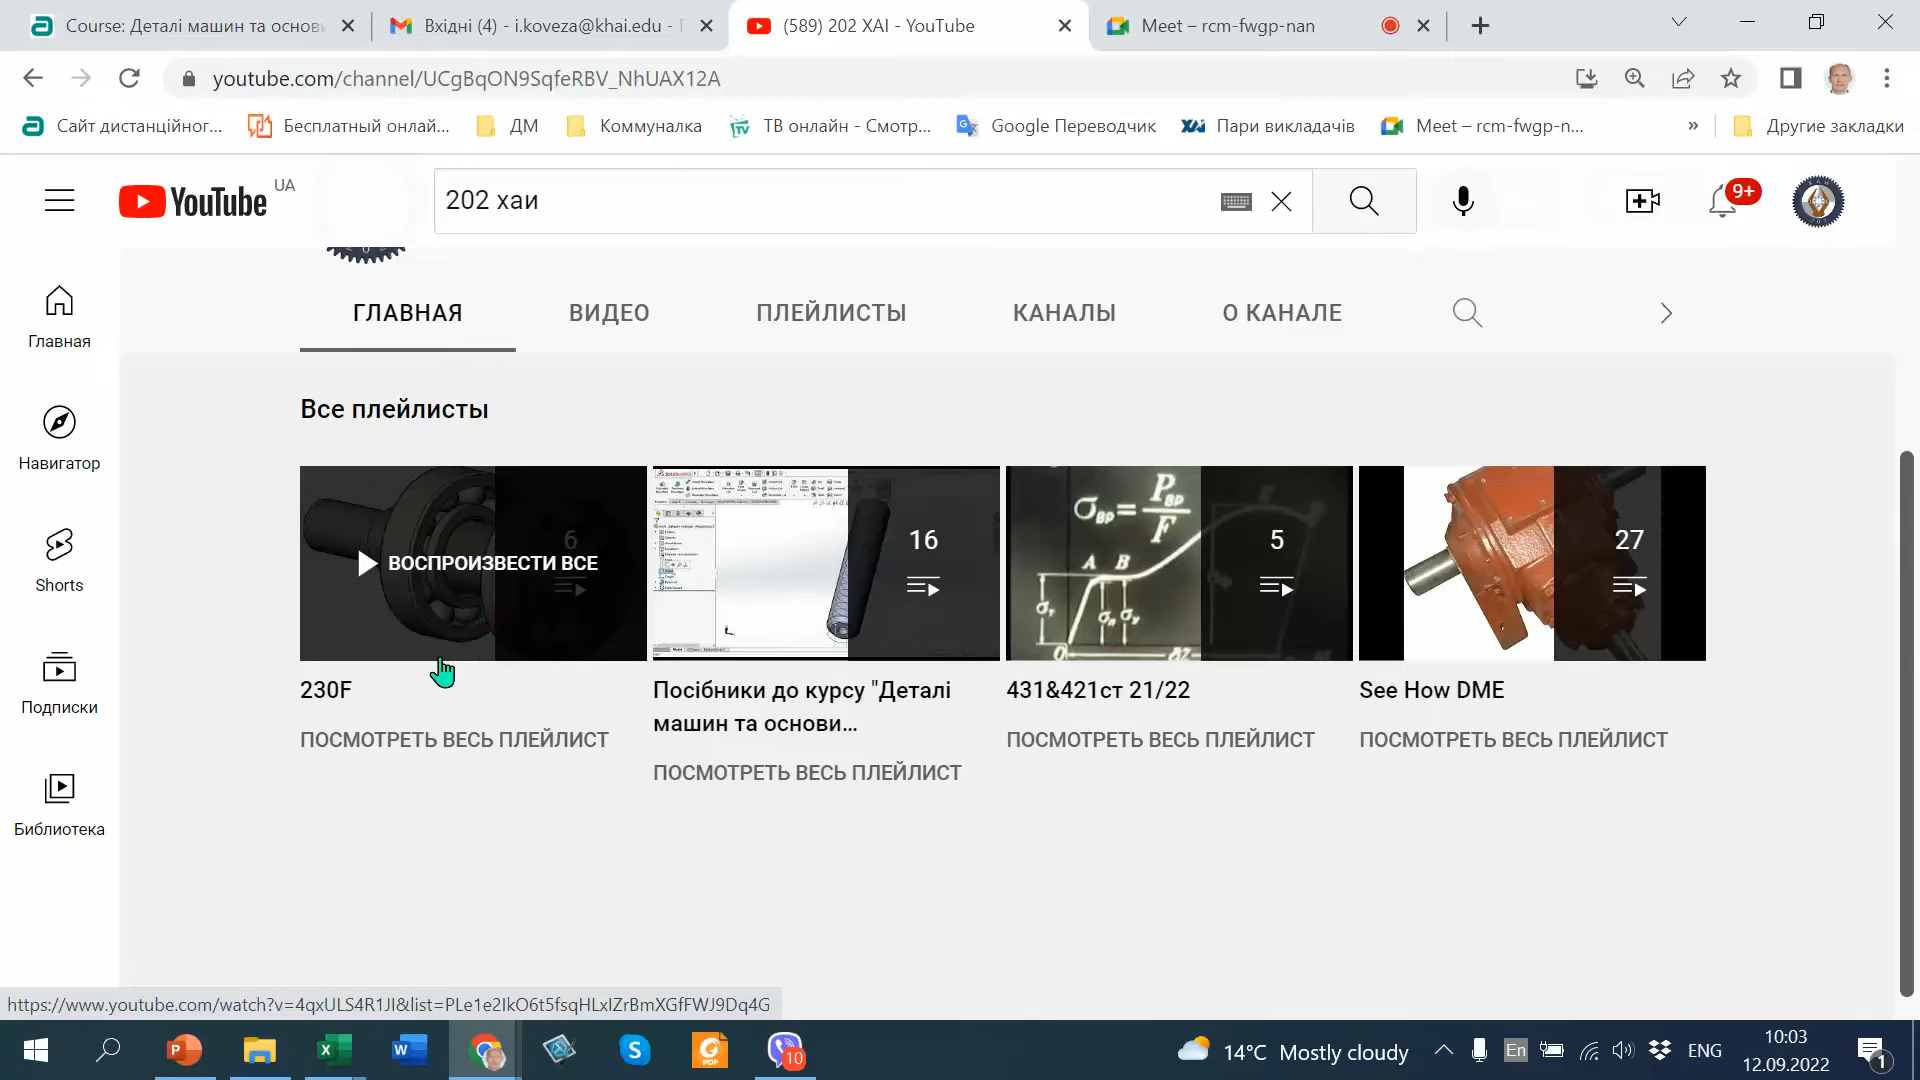 Course: Деталі машин та основи
Вхідні (4) - i.koveza@khai.edu - 
(589) 202 ХАІ - YouTube
Meet – rcm-fwgp-nan
youtube.com/channel/UCgBqON9SqfeRBV_NhUAX12A
Сайт дистанційног...
Бесплатный онлай...
ДМ
Коммуналка
ТВ онлайн - Смотр...
Google Переводчик
Пари викладачів
Meet – rcm-fwgp-n...
Другие закладки
YouTube
UA
202 хаи
9+
ГЛАВНАЯ
ВИДЕО
ПЛЕЙЛИСТЫ
КАНАЛЫ
О КАНАЛЕ
Главная
Навигатор
Shorts
Подписки
Библиотека
Все плейлисты
6
ВОСПРОИЗВЕСТИ ВСЕ
16
5
27
230F
Посібники до курсу "Деталі
машин та основи...
431&421ст 21/22
See How DME
ПОСМОТРЕТЬ ВЕСЬ ПЛЕЙЛИСТ
ПОСМОТРЕТЬ ВЕСЬ ПЛЕЙЛИСТ
ПОСМОТРЕТЬ ВЕСЬ ПЛЕЙЛИСТ
ПОСМОТРЕТЬ ВЕСЬ ПЛЕЙЛИСТ
https://www.youtube.com/watch?v=4qxULS4R1JI&list=PLe1e2IkO6t5fsqHLxIZrBmXGfFWJ9Dq4G
10
14°C Mostly cloudy
En
ENG
10:03
12.09.2022
1